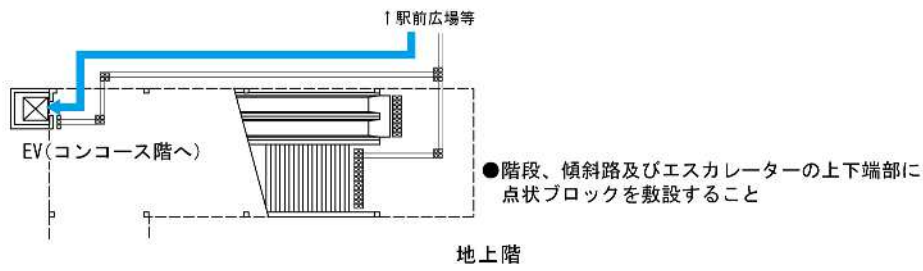 ↑駅前広場等
EV(コンコース階へ)
●階段、傾斜路及びエスカレーターの上下端部に
点状ブロックを敷設すること
地上階